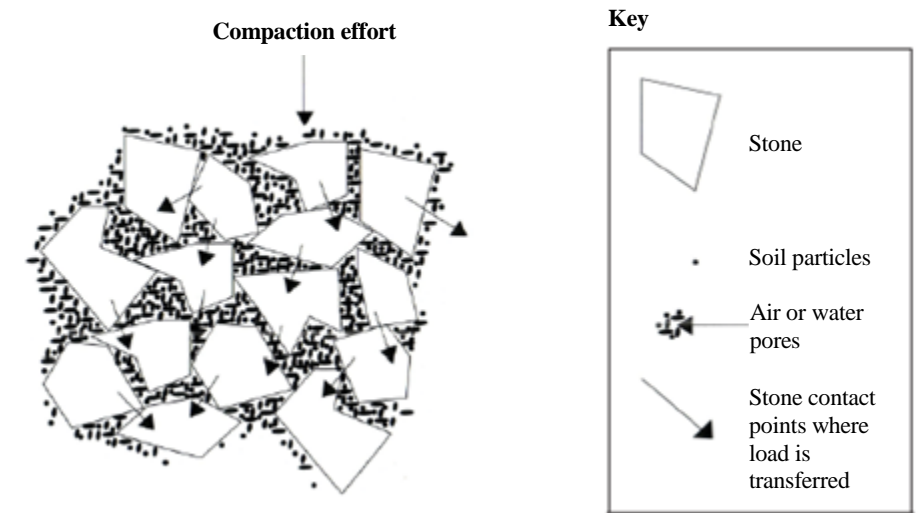 Compaction effort
Key
Stone
Soil particles
Air or water
pores
Stone contact
points where
load is
transferred